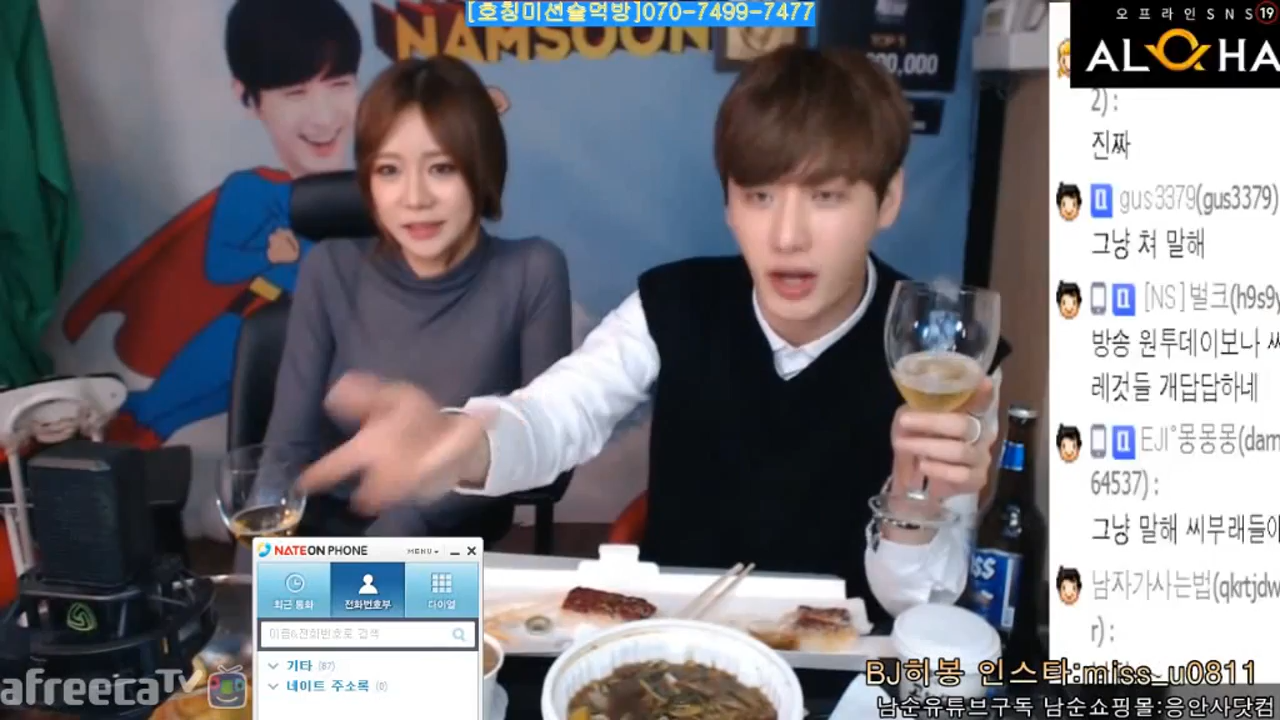 [호칭미션술먹방]070-7499-7477
NAMSOON
TOP 1
오프라인SNS19
ALOHA
2) :
진짜
gus3379(gus3379)
그냥 쳐 말해
[NS]벌크(h9s9
방송 원투데이보나 씨
레것들 개답답하네
EJI°몽몽몽(dam
64537) :
그냥 말해 씨부래들아
남자가사는법(qkrtjdw
r) :
NATEON PHONE
MENU
최근 통화
전화번호부
다이얼
이름&전화번호로 검색
기타 (87)
네이트 주소록 (0)
afreecaTV
BJ히봉 인스타:miss_u0811
남순유튜브구독 남순쇼핑몰:응안사닷컴